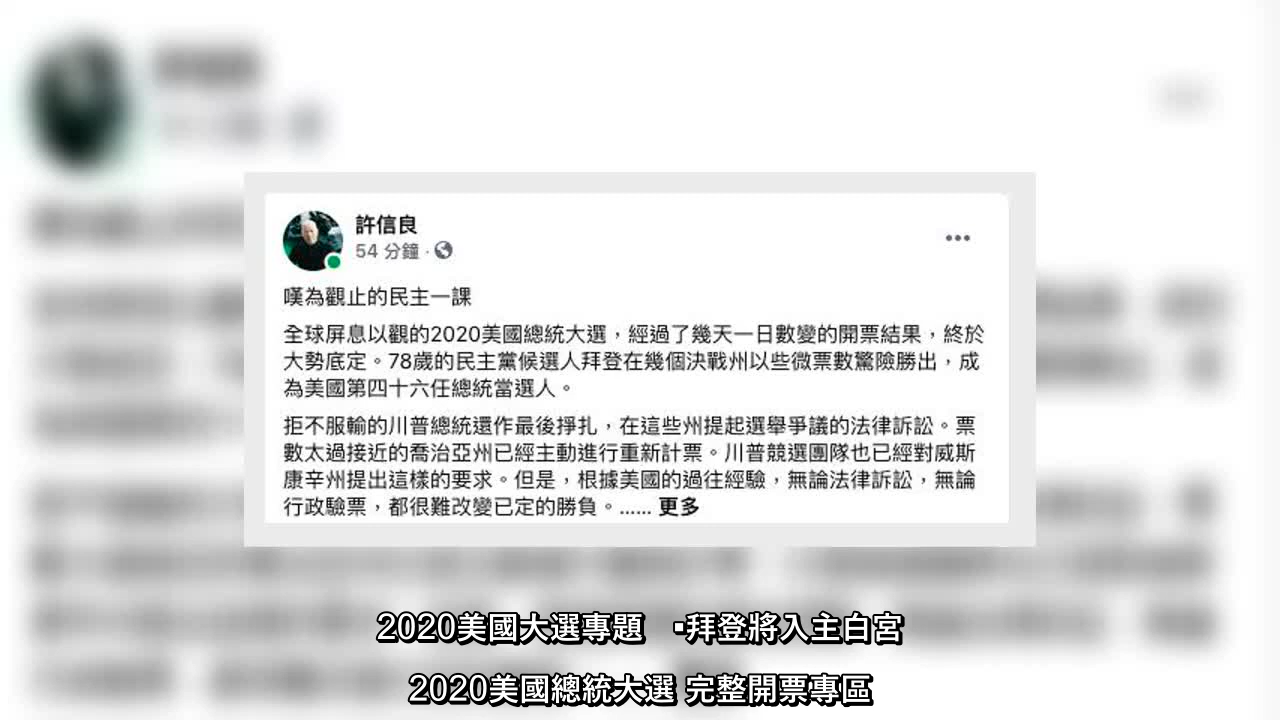 許信良
54 分鐘 ·
嘆為觀止的民主一課
全球屏息以觀的2020美國總統大選，經過了幾天一日數變的開票結果，終於
大勢底定。78歲的民主黨候選人拜登在幾個決戰州以些微票數驚險勝出，成
為美國第四十六任總統當選人。
拒不服輸的川普總統還作最後掙扎，在這些州提起選舉爭議的法律訴訟。票
數太過接近的喬治亞州已經主動進行重新計票。川普競選團隊也已經對威斯
康辛州提出這樣的要求。但是，根據美國的過往經驗，無論法律訴訟，無論
行政驗票，都很難改變已定的勝負。...... 更多
2020美國大選專題 ▪拜登將入主白宮
2020美國總統大選 完整開票專區